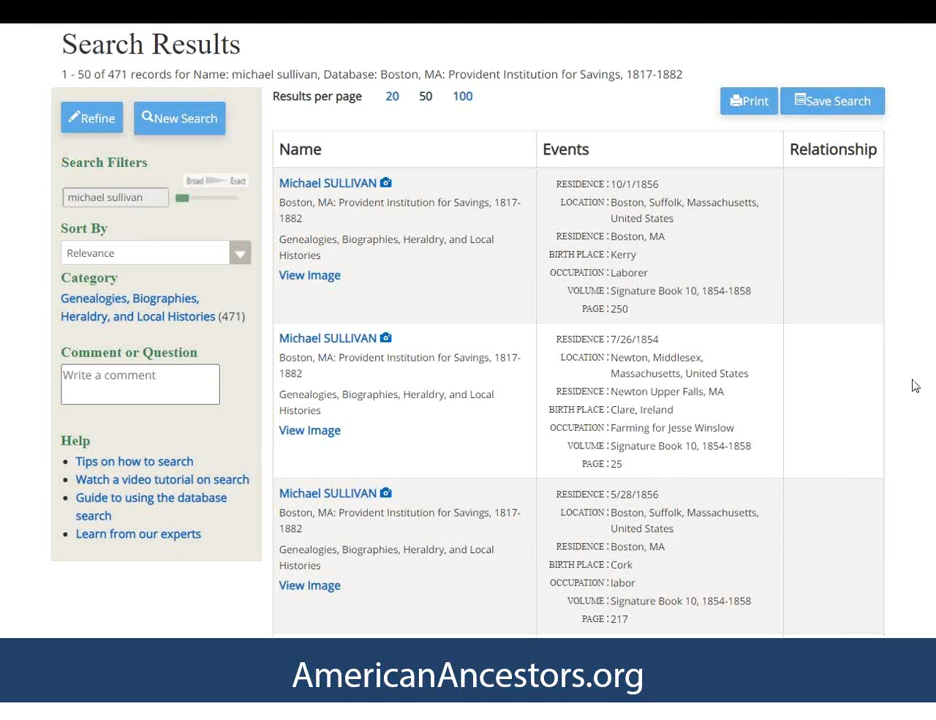 Search Results
1 - 50 of 471 records for Name: michael sullivan, Database: Boston, MA: Provident Institution for Savings, 1817-1882
Refine
New Search
Search Filters
Broad Exact
michael sullivan
Sort By
Relevance
Category
Genealogies, Biographies,
Heraldry, and Local Histories (471)
Comment or Question
Write a comment
Help
Tips on how to search
Watch a video tutorial on search
Guide to using the database
search
Learn from our experts
Results per page 20 50 100
Print
Save Search
Name Events Relationship
Michael SULLIVAN
Boston, MA: Provident Institution for Savings, 1817-
1882
Genealogies, Biographies, Heraldry, and Local
Histories
View Image
RESIDENCE : 10/1/1856
LOCATION : Boston, Suffolk, Massachusetts,
United States
RESIDENCE : Boston, MA
BIRTH PLACE : Kerry
OCCUPATION : Laborer
VOLUME : Signature Book 10, 1854-1858
PAGE : 250
Michael SULLIVAN
Boston, MA: Provident Institution for Savings, 1817-
1882
Genealogies, Biographies, Heraldry, and Local
Histories
View Image
RESIDENCE : 7/26/1854
LOCATION : Newton, Middlesex,
Massachusetts, United States
RESIDENCE : Newton Upper Falls, MA
BIRTH PLACE : Clare, Ireland
OCCUPATION : Farming for Jesse Winslow
VOLUME : Signature Book 10, 1854-1858
PAGE : 25
Michael SULLIVAN
Boston, MA: Provident Institution for Savings, 1817-
1882
Genealogies, Biographies, Heraldry, and Local
Histories
View Image
RESIDENCE : 5/28/1856
LOCATION : Boston, Suffolk, Massachusetts,
United States
RESIDENCE : Boston, MA
BIRTH PLACE : Cork
OCCUPATION : labor
VOLUME : Signature Book 10, 1854-1858
PAGE : 217
AmericanAncestors.org